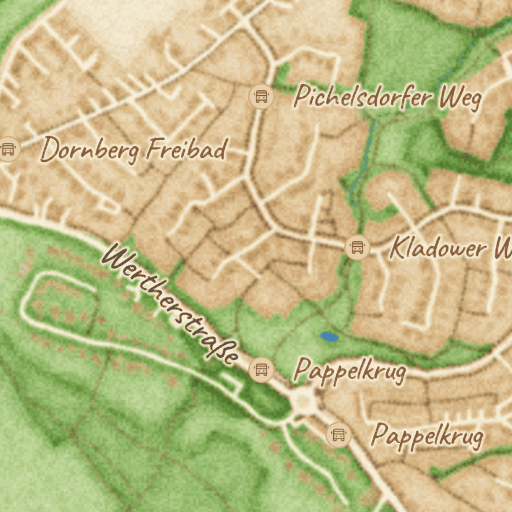 Pichelsdorfer Weg
Dornberg Freibad
Kladower W
Wertherstraße
Pappelkrug
Pappelkrug